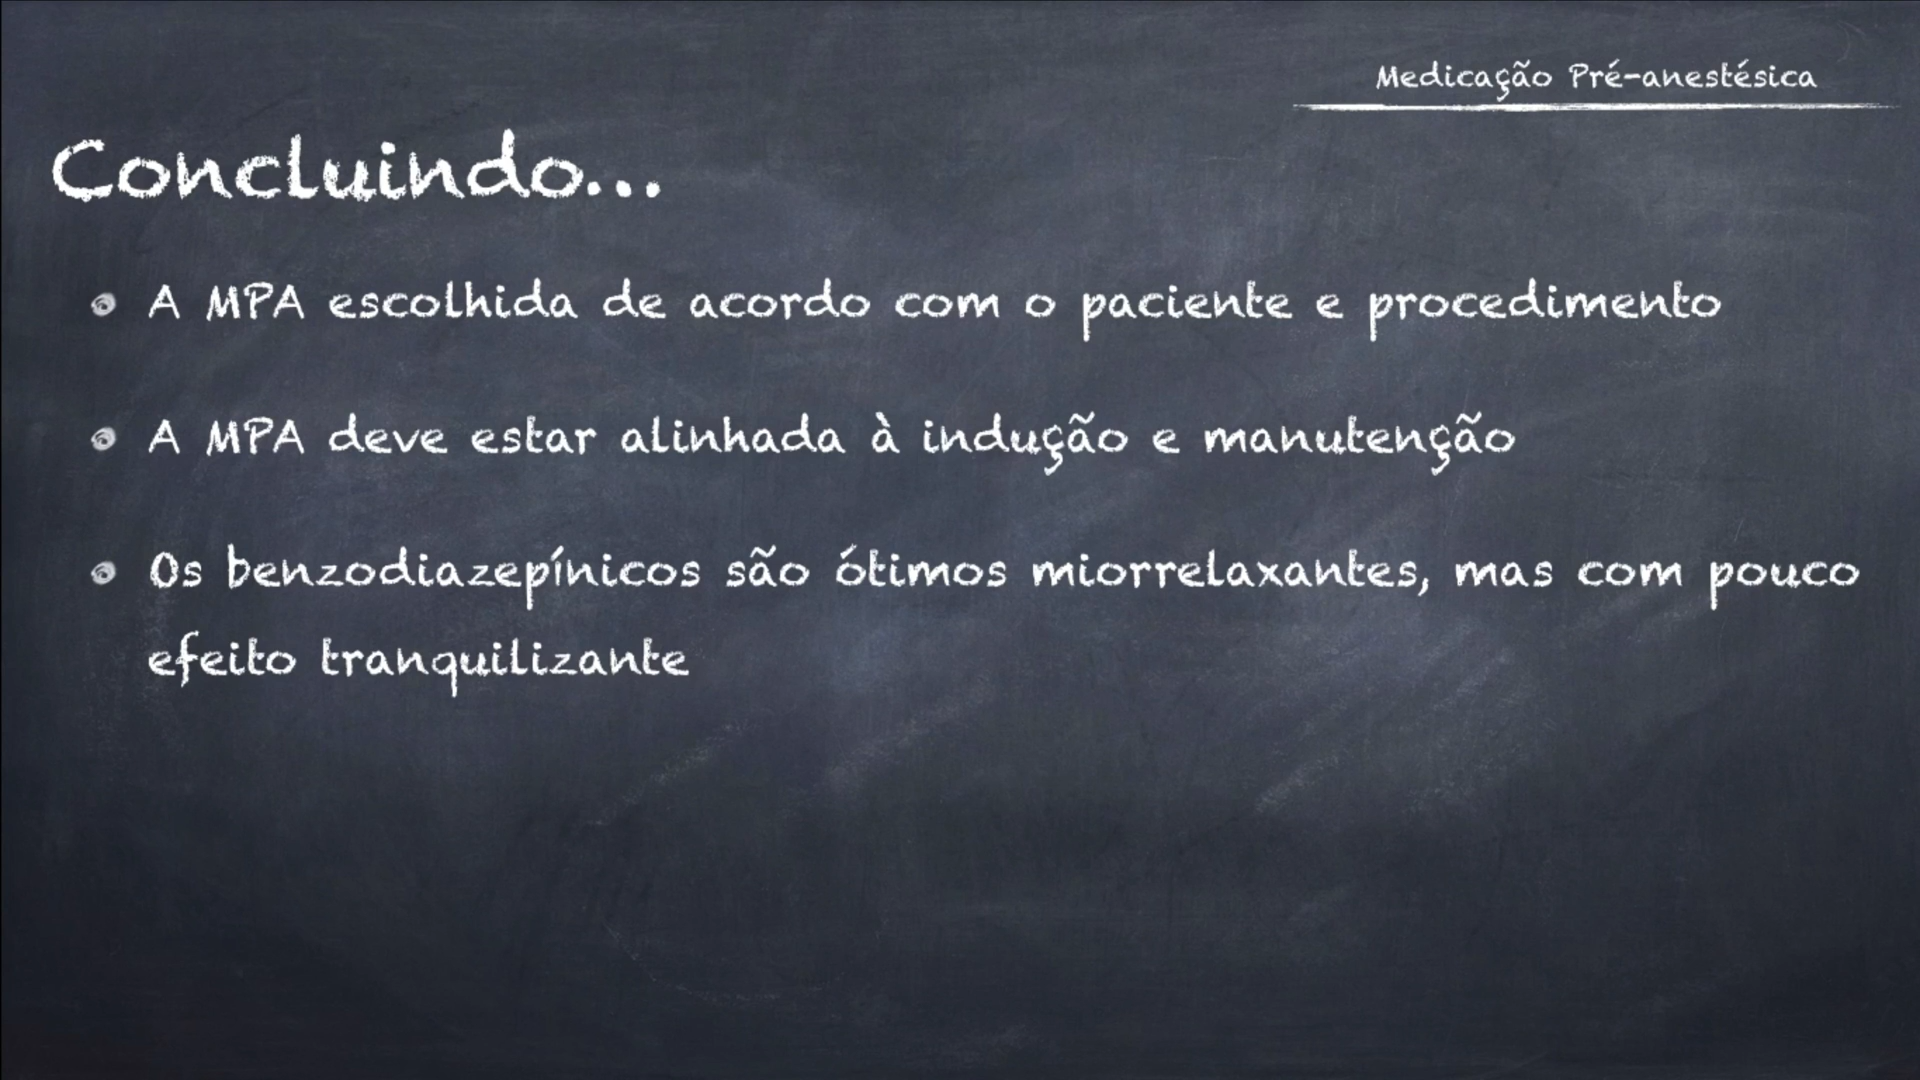 Medicação Pré-anestésica
Concluindo...
A MPA escolhida de acordo com o paciente e procedimento
A MPA deve estar alinhada à indução e manutenção
Os benzodiazepínicos são ótimos miorrelaxantes, mas com pouco
efeito tranquilizante